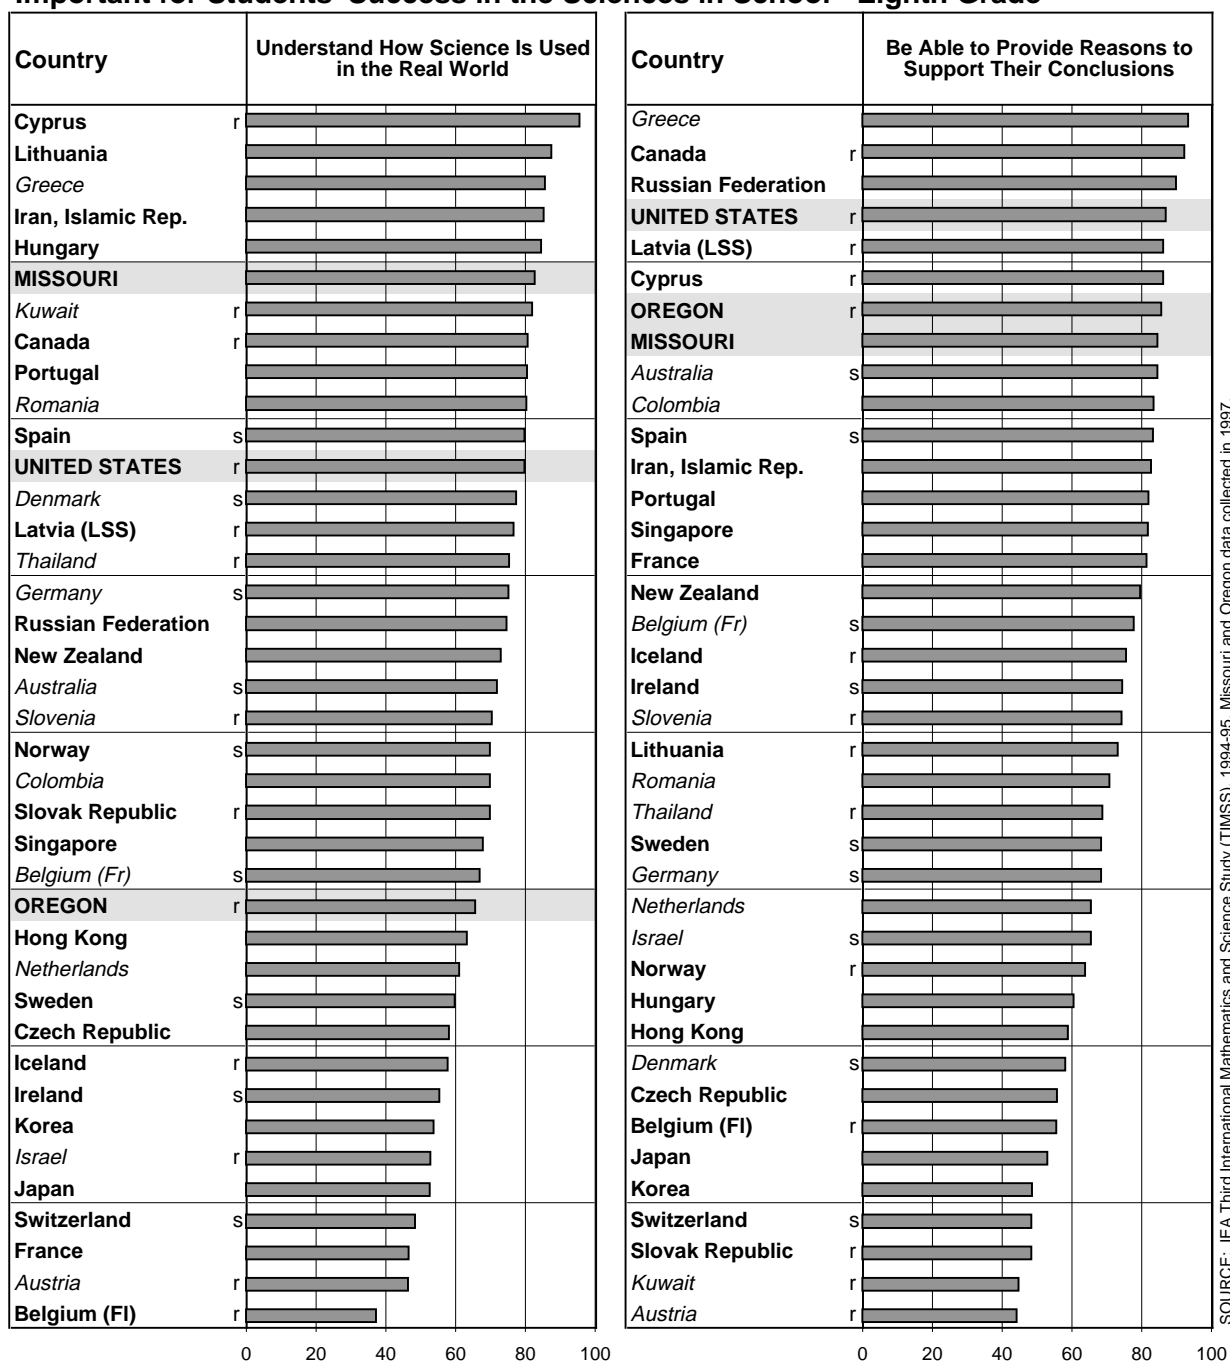 Important for Students' Success in the Sciences in School - Eighth Grade
Country
Understand How Science Is Used
in the Real World
Cyprus r
Lithuania
Greece
Iran, Islamic Rep.
Hungary
MISSOURI
Kuwait r
Canada r
Portugal
Romania
Spain s
UNITED STATES r
Denmark s
Latvia (LSS) r
Thailand r
Germany s
Russian Federation
New Zealand
Australia s
Slovenia r
Norway s
Colombia
Slovak Republic r
Singapore
Belgium (Fr) s
OREGON r
Hong Kong
Netherlands
Sweden s
Czech Republic
Iceland r
Ireland s
Korea
Israel r
Japan
Switzerland s
France
Austria r
Belgium (Fl) r
0 20 40 60 80 100
Country
Be Able to Provide Reasons to
Support Their Conclusions
Greece
Canada r
Russian Federation
UNITED STATES r
Latvia (LSS) r
Cyprus r
OREGON r
MISSOURI
Australia s
Colombia
Spain s
Iran, Islamic Rep.
Portugal
Singapore
France
New Zealand
Belgium (Fr) s
Iceland r
Ireland s
Slovenia r
Lithuania r
Romania
Thailand r
Sweden s
Germany s
Netherlands
Israel s
Norway r
Hungary
Hong Kong
Denmark s
Czech Republic
Belgium (Fl) r
Japan
Korea
Switzerland s
Slovak Republic r
Kuwait r
Austria r
0 20 40 60 80 100
SOURCE: IEA Third International Mathematics and Science Study (TIMSS), 1994-95. Missouri and Oregon data collected in 1997.